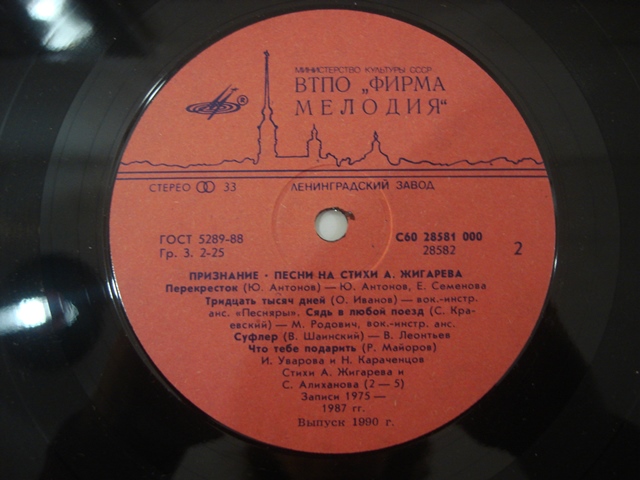 МИНИСТЕРСТВО КУЛЬТУРЫ СССР
ВТПО „ФИРМА
МЕЛОДИЯ"
®
СТЕРЕО 33 ЛЕНИНГРАДСКИЙ ЗАВОД
ГОСТ 5289-88 С60 28581 000
Гр. 3. 2-25 28582 2
ПРИЗНАНИЕ · ПЕСНИ НА СТИХИ А. ЖИГАРЕВА
Перекресток (Ю. Антонов) — Ю. Антонов, Е. Семенова
Тридцать тысяч дней (О. Иванов) — вок.-инстр.
анс. «Песняры». Сядь в любой поезд (С. Кра-
евский) — М. Родович, вок.-инстр. анс.
Суфлер (В. Шаинский) — В. Леонтьев
Что тебе подарить (Р. Майоров)
И. Уварова и Н. Караченцов
Стихи А. Жигарева и
С. Алиханова (2 — 5)
Записи 1975 —
1987 гг.
Выпуск 1990 г.